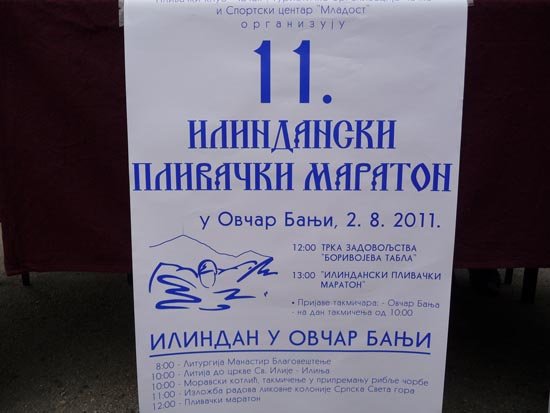 и Спортски центар "Младост"
организују
11.
ИЛИНДАНСКИ
ПЛИВАЧКИ МАРАТОН
у Овчар Бањи, 2. 8. 2011.
12:00 ТРКА ЗАДОВОЉСТВА
"БОРИВОЈЕВА ТАБЛА"
13:00 "ИЛИНДАНСКИ ПЛИВАЧКИ
МАРАТОН"
• Пријаве такмичара: - Овчар Бања
- на дан такмичења од 10:00
ИЛИНДАН У ОВЧАР БАЊИ
8:00 - Литургија Манастир Благовештење
10:00 - Литија до цркве Св. Илије - Илиња
10:00 - Моравски котлић, такмичење у припремању рибље чорбе
11:00 - Изложба радова ликовне колоније Српска Света гора
12:00 - Пливачки маратон